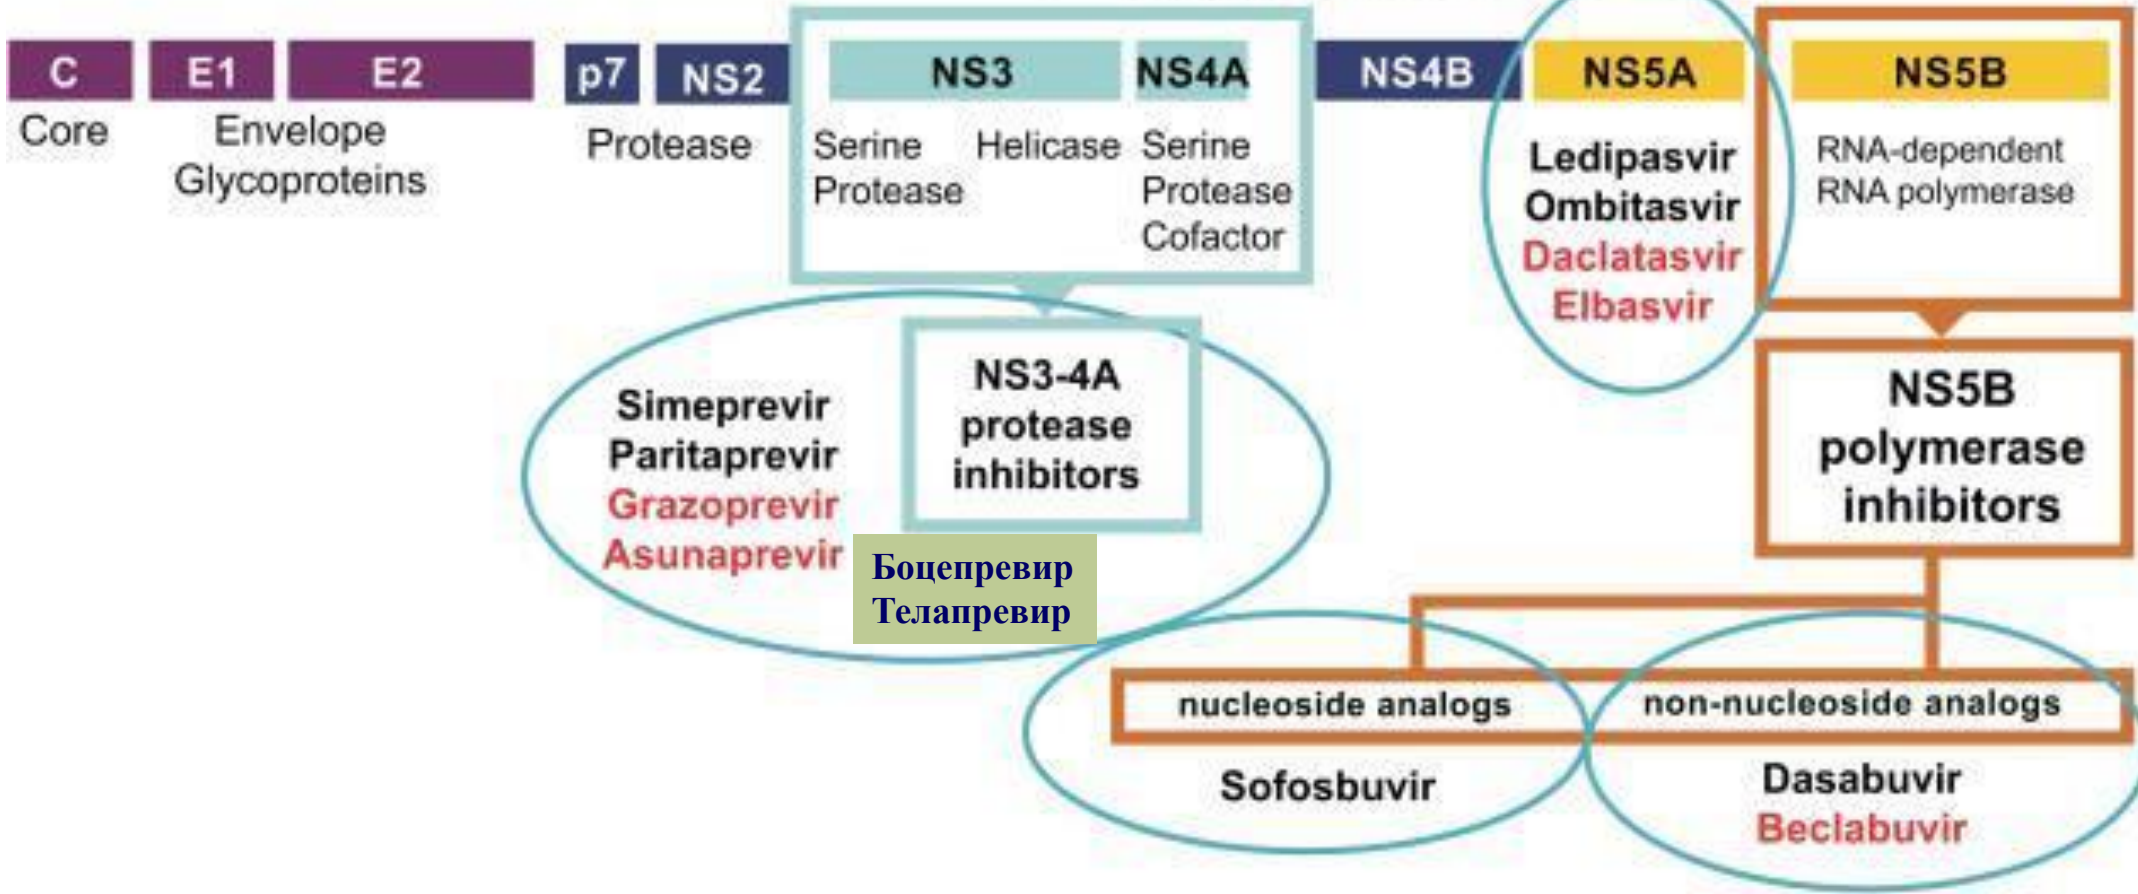 C E1 E2 p7 NS2 NS3 NS4A NS4B NS5A NS5B
Core
Envelope
Glycoproteins
Protease
Serine
Protease
Helicase
Serine
Protease
Cofactor
Ledipasvir
Ombitasvir
Daclatasvir
Elbasvir
RNA-dependent
RNA polymerase
Simeprevir
Paritaprevir
Grazoprevir
Asunaprevir
NS3-4A
protease
inhibitors
Боцепревир
Телапревир
NS5B
polymerase
inhibitors
nucleoside analogs
non-nucleoside analogs
Sofosbuvir
Dasabuvir
Beclabuvir